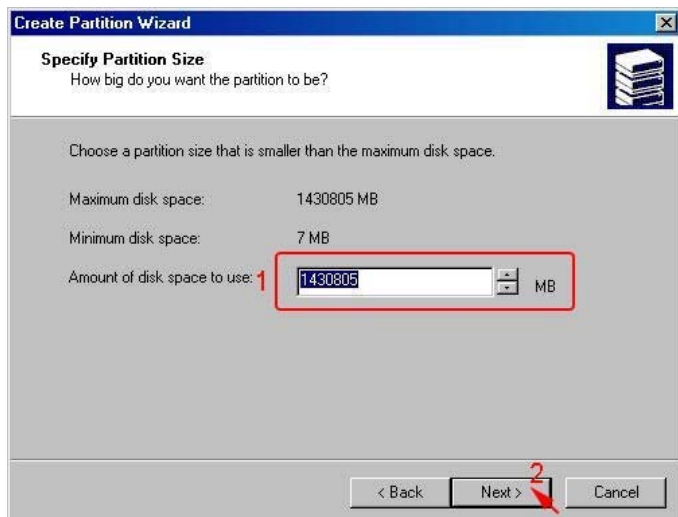 Create Partition Wizard
Specify Partition Size
How big do you want the partition to be?
Choose a partition size that is smaller than the maximum disk space.
Maximum disk space: 1430805 MB
Minimum disk space: 7 MB
Amount of disk space to use: 1 1430805 MB
2
< Back Next > Cancel